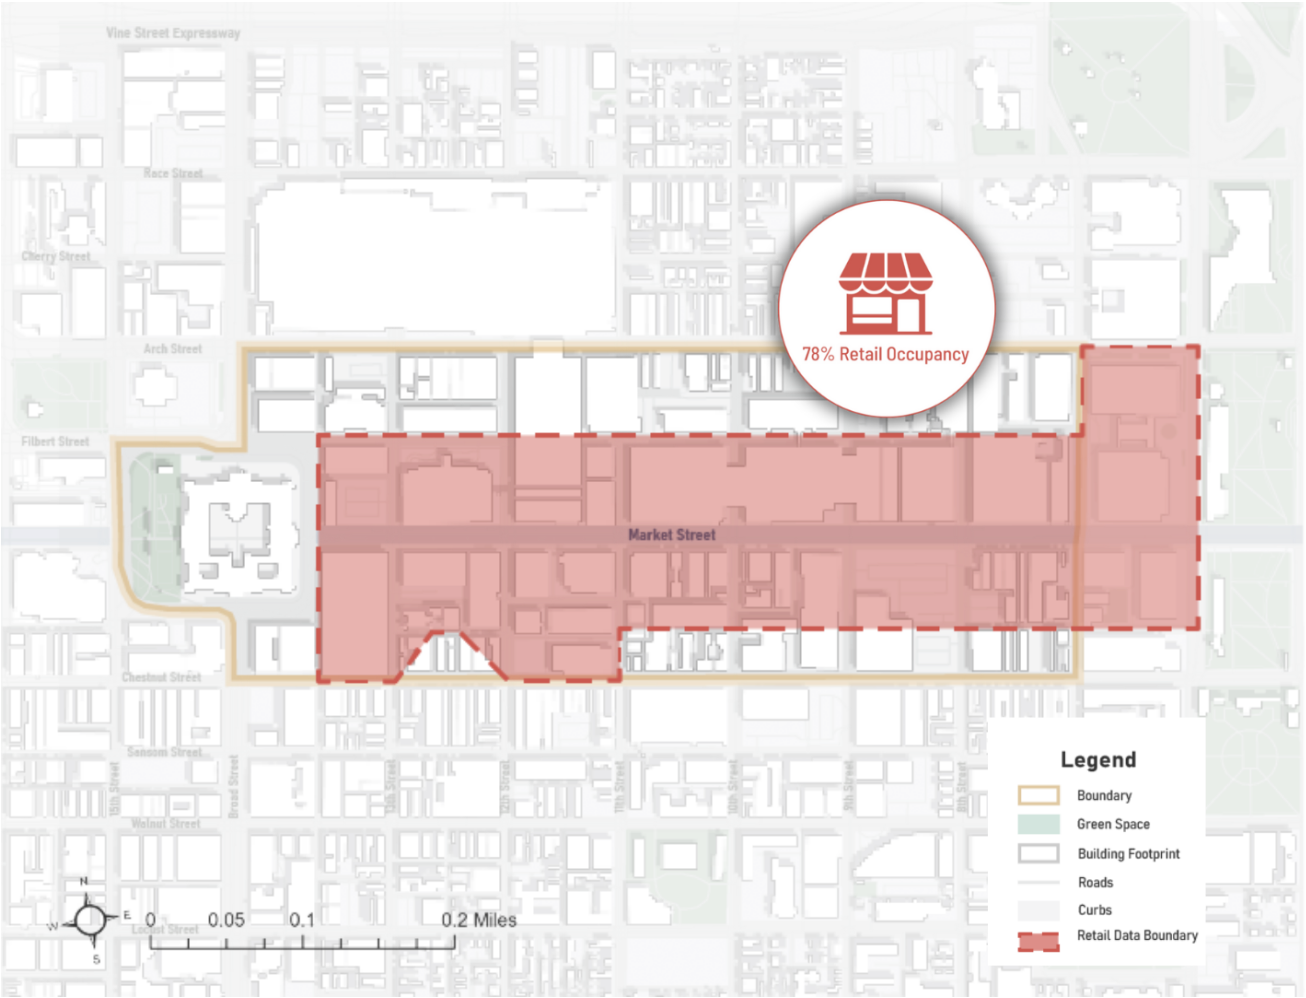 Vine Street Expressway
Race Street
Cherry Street
78% Retail Occupancy
Arch Street
Filbert Street
Market Street
Chestnut Street
Sansom Street
15th Street
Broad Street
13th Street
12th Street
11th Street
10th Street
9th Street
8th Street
Walnut Street
Locust Street
N
W
E
S
0
0.05
0.1
0.2 Miles
Legend
Boundary
Green Space
Building Footprint
Roads
Curbs
Retail Data Boundary